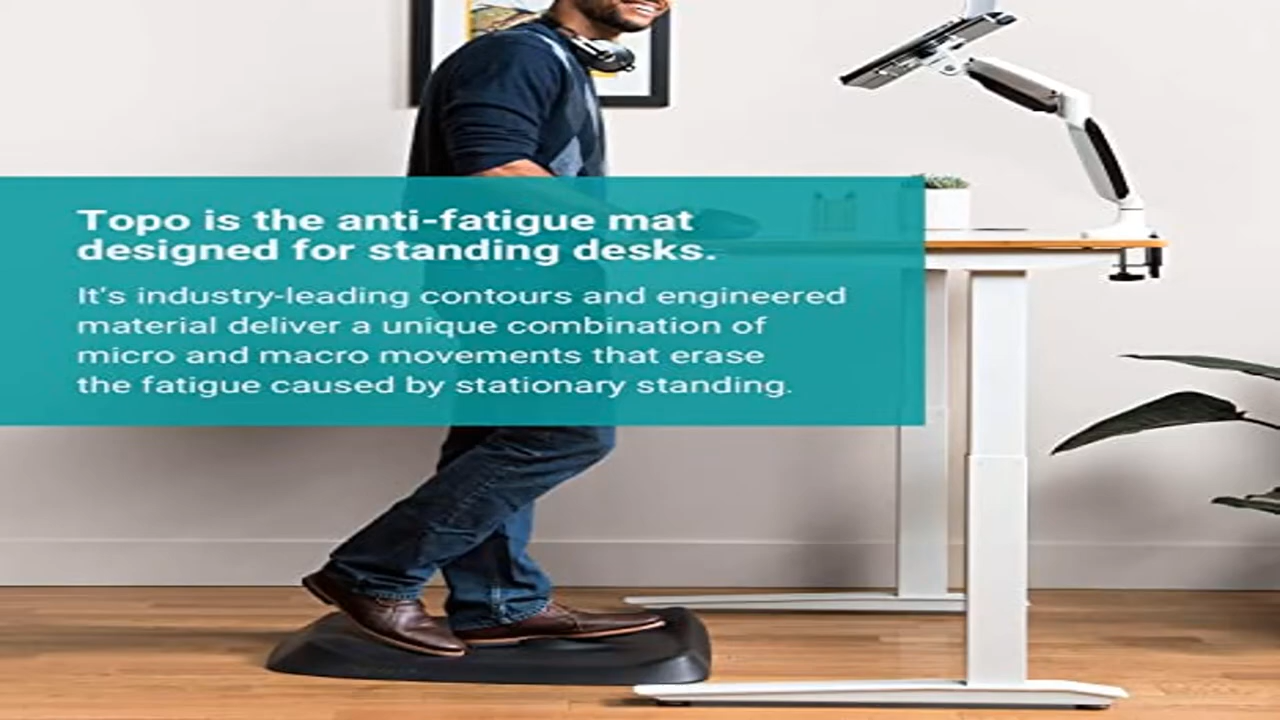 Topo is the anti-fatigue mat
designed for standing desks.
It's industry-leading contours and engineered
material deliver a unique combination of
micro and macro movements that erase
the fatigue caused by stationary standing.